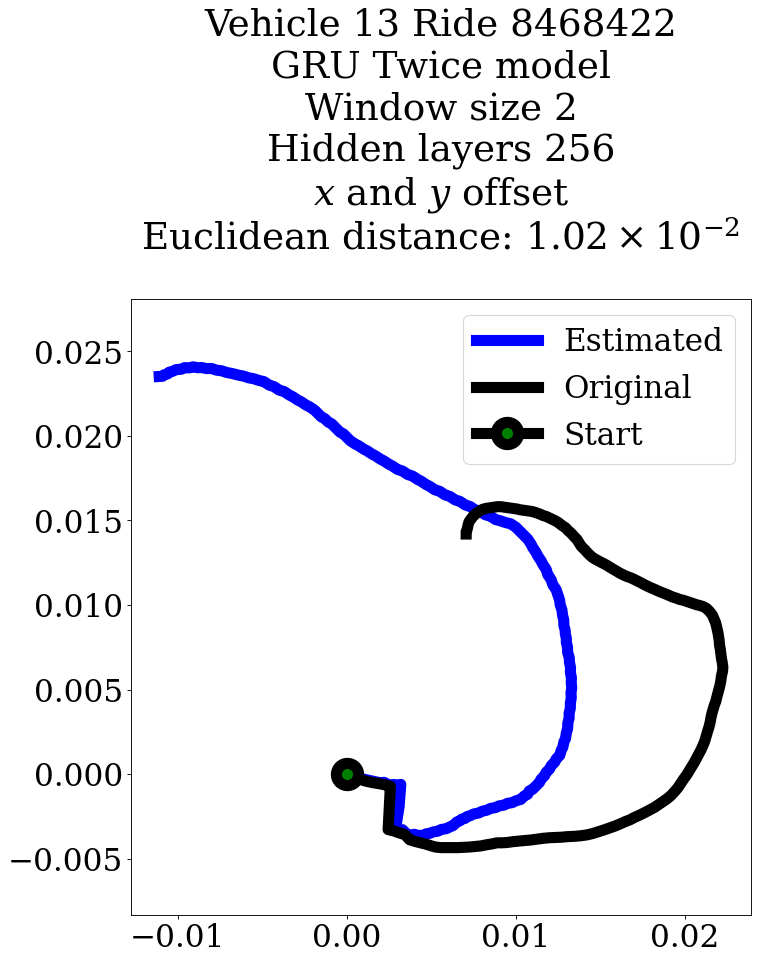 Vehicle 13 Ride 8468422
GRU Twice model
Window size 2
Hidden layers 256
x and y offset
Euclidean distance: 1.02 × 10⁻²
Estimated
Original
Start
0.025
0.020
0.015
0.010
0.005
0.000
−0.005
−0.01 0.00 0.01 0.02